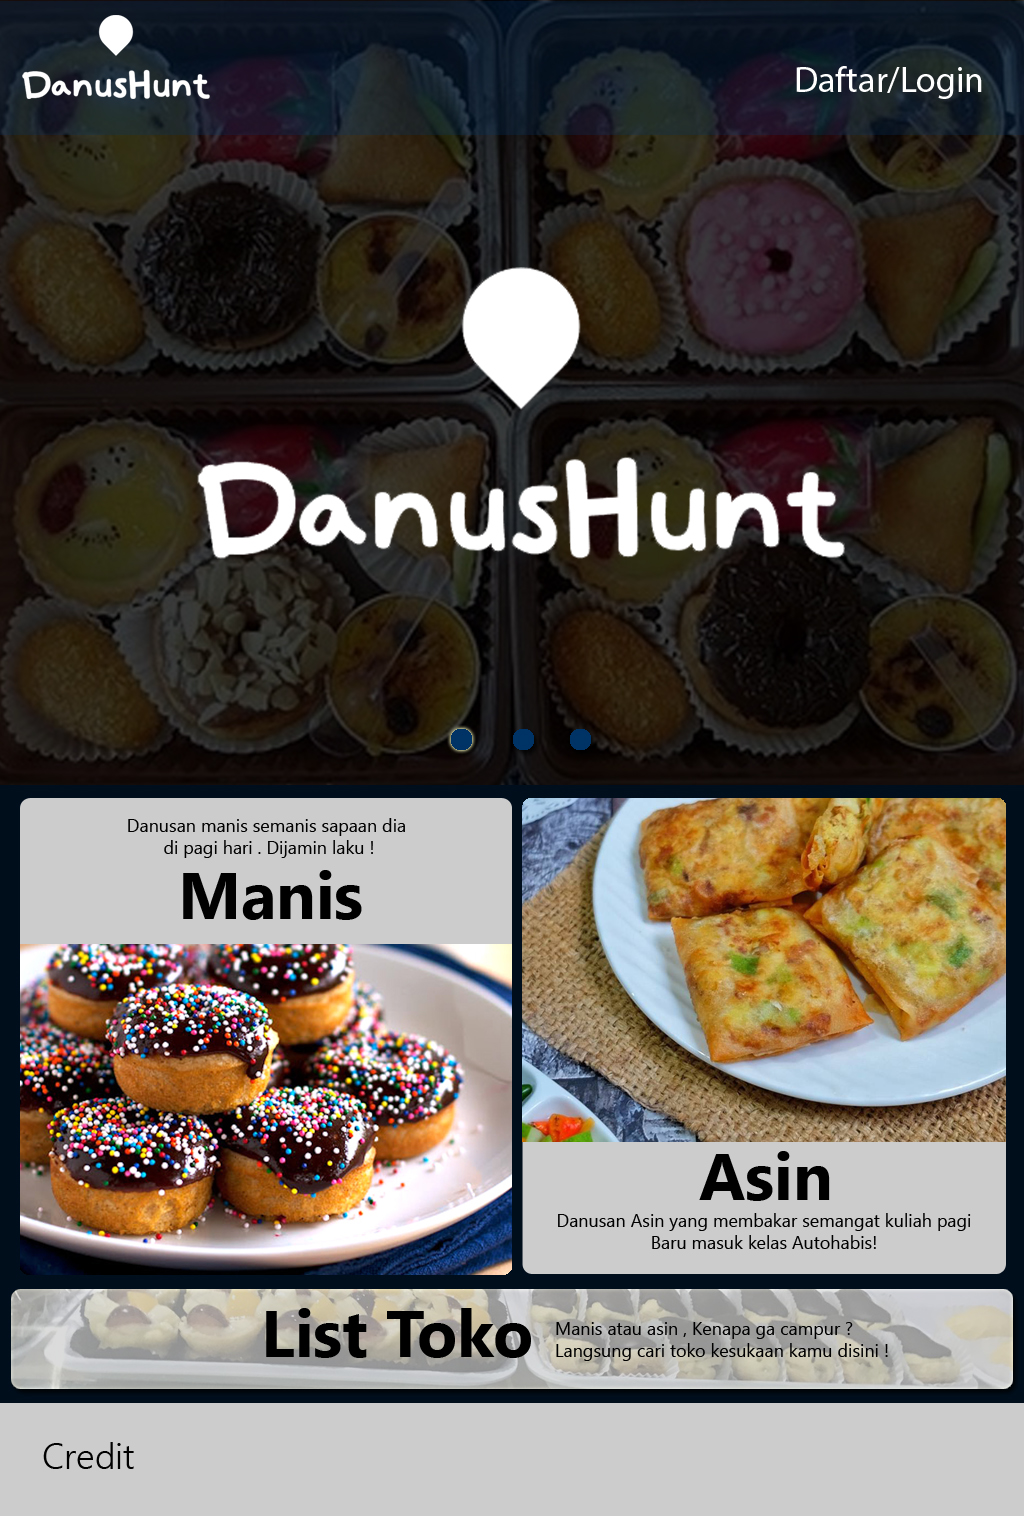 DanusHunt
Daftar/Login
DanusHunt
Danusan manis semanis sapaan dia
di pagi hari . Dijamin laku !
Manis
Asin
Danusan Asin yang membakar semangat kuliah pagi
Baru masuk kelas Autohabis!
List Toko
Manis atau asin , Kenapa ga campur ?
Langsung cari toko kesukaan kamu disini !
Credit